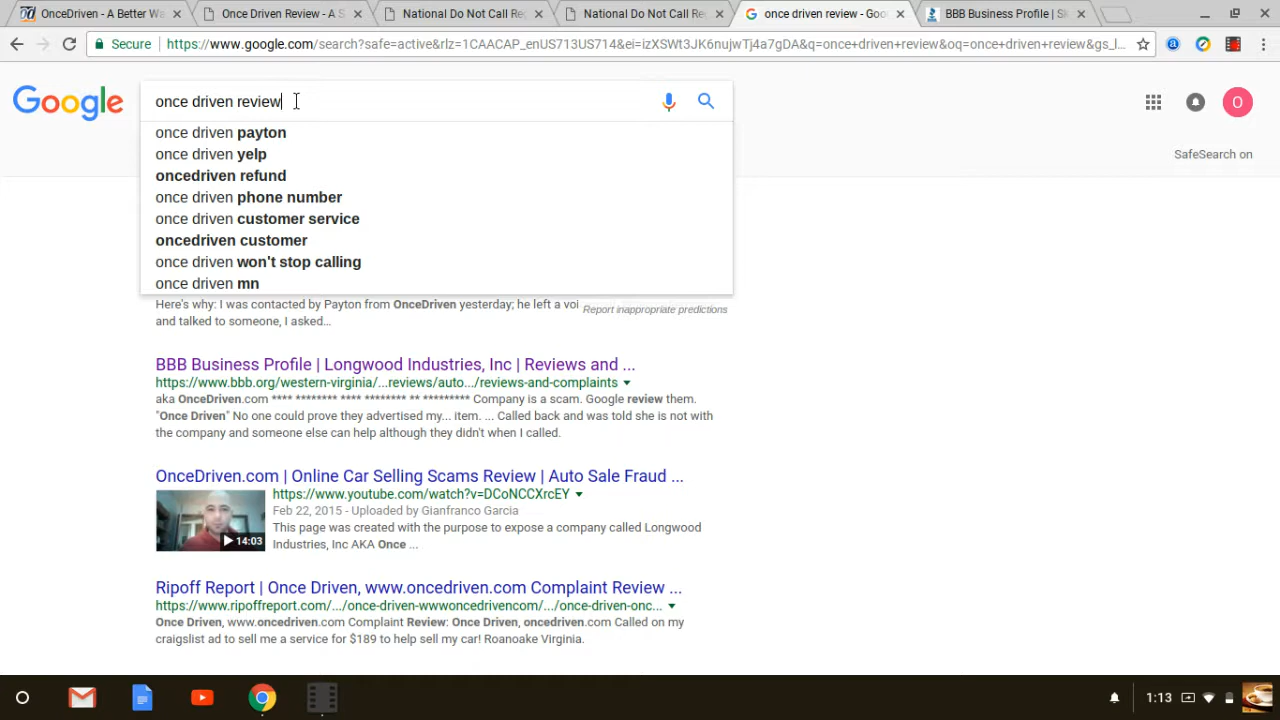 OnceDriven - A Better Wa
Once Driven Review - A S
National Do Not Call Re
National Do Not Call Re
once driven review - Goo
BBB Business Profile | S
Secure
https://www.google.com/search?safe=active&rlz=1CAACAP_enUS713US714&ei=izXSWt3JK6nujwTj4a7gDA&q=once+driven+review&oq=once+driven+review&gs_l...
Google
once driven review
O
once driven payton
SafeSearch on
once driven yelp
oncedriven refund
once driven phone number
once driven customer service
oncedriven customer
once driven won't stop calling
once driven mn
Here's why: I was contacted by Payton from OnceDriven yesterday; he left a voi
Report inappropriate predictions
and talked to someone, I asked...
BBB Business Profile | Longwood Industries, Inc | Reviews and ...
https://www.bbb.org/western-virginia/...reviews/auto.../reviews-and-complaints
aka OnceDriven.com **** ******** **** ******** ** ********* Company is a scam. Google review them.
"Once Driven" No one could prove they advertised my... item. ... Called back and was told she is not with
the company and someone else can help although they didn't when I called.
OnceDriven.com | Online Car Selling Scams Review | Auto Sale Fraud ...
https://www.youtube.com/watch?v=DCoNCCXrcEY
Feb 22, 2015 - Uploaded by Gianfranco Garcia
This page was created with the purpose to expose a company called Longwood
Industries, Inc AKA Once ...
14:03
Ripoff Report | Once Driven, www.oncedriven.com Complaint Review ...
https://www.ripoffreport.com/.../once-driven-wwwoncedrivencom/.../once-driven-onc...
Once Driven, www.oncedriven.com Complaint Review: Once Driven, oncedriven.com Called on my
craigslist ad to sell me a service for $189 to help sell my car! Roanoke Virginia.
1:13